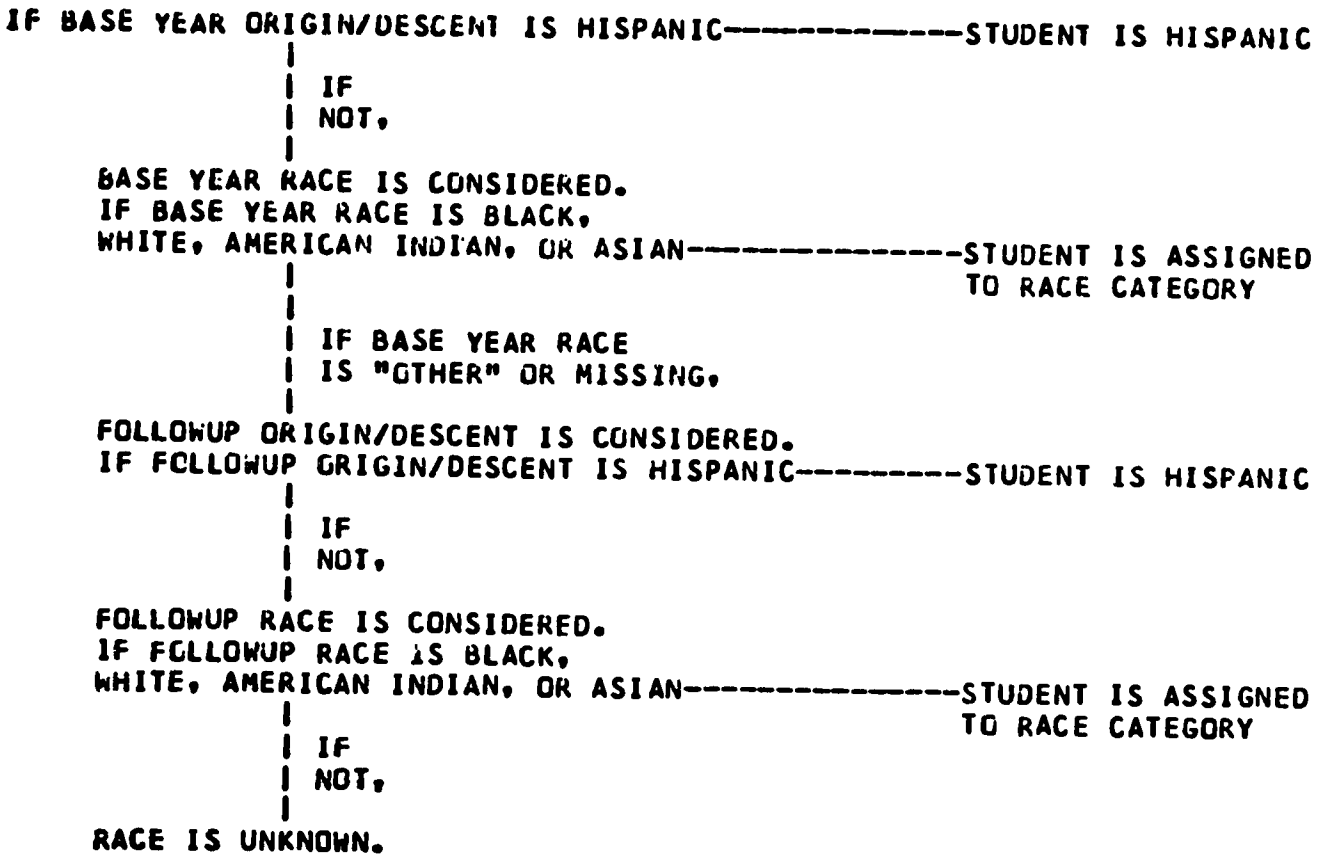 IF BASE YEAR ORIGIN/DESCENT IS HISPANIC-------------STUDENT IS HISPANIC
IF
NOT,
BASE YEAR RACE IS CONSIDERED.
IF BASE YEAR RACE IS BLACK,
WHITE, AMERICAN INDIAN, OR ASIAN---------------STUDENT IS ASSIGNED
TO RACE CATEGORY
IF BASE YEAR RACE
IS "OTHER" OR MISSING,
FOLLOWUP ORIGIN/DESCENT IS CONSIDERED.
IF FOLLOWUP ORIGIN/DESCENT IS HISPANIC---------STUDENT IS HISPANIC
IF
NOT,
FOLLOWUP RACE IS CONSIDERED.
IF FOLLOWUP RACE IS BLACK,
WHITE, AMERICAN INDIAN, OR ASIAN---------------STUDENT IS ASSIGNED
TO RACE CATEGORY
IF
NOT,
RACE IS UNKNOWN.